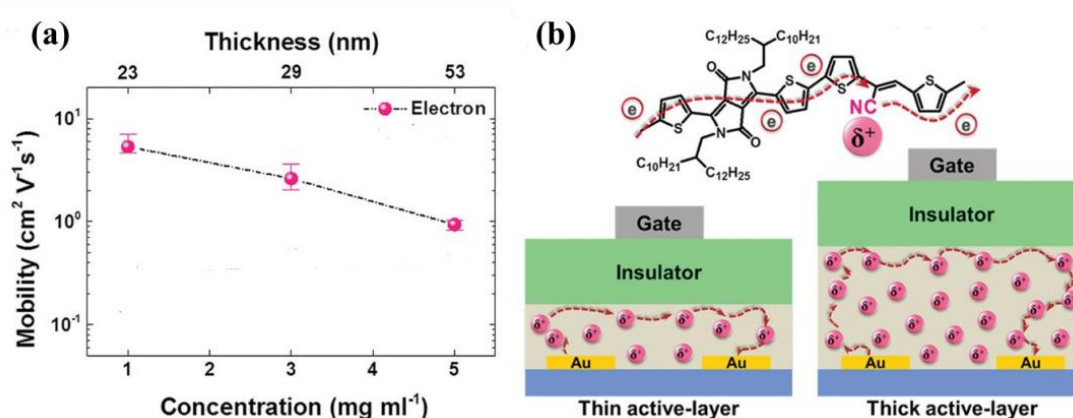 (a)
Thickness (nm)
23 29 53
Electron
10¹
10⁰
10⁻¹
Mobility (cm² V⁻¹s⁻¹)
1 2 3 4 5
Concentration (mg ml⁻¹)
(b)
C₁₂H₂₅ C₁₀H₂₁
O N
e e
S S S
S N O
NC
e e
δ⁺
C₁₀H₂₁ C₁₂H₂₅
Gate
Insulator
δ⁺ δ⁺ δ⁺ δ⁺
δ⁺ δ⁺ δ⁺ δ⁺
δ⁺ δ⁺
Au Au
Thin active-layer
Gate
Insulator
δ⁺ δ⁺ δ⁺ δ⁺ δ⁺
δ⁺ δ⁺ δ⁺ δ⁺ δ⁺
δ⁺ δ⁺ δ⁺ δ⁺
δ⁺ δ⁺ δ⁺ δ⁺ δ⁺
δ⁺ δ⁺
Au Au
Thick active-layer